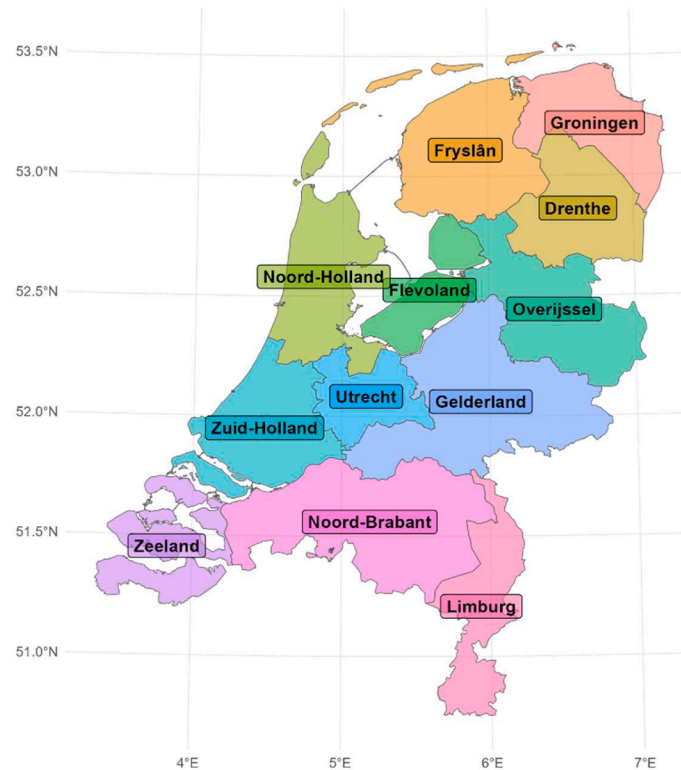 53.5°N
Groningen
Fryslân
53.0°N
Drenthe
Noord-Holland
Flevoland
52.5°N
Overijssel
Utrecht
Gelderland
52.0°N
Zuid-Holland
Noord-Brabant
51.5°N
Zeeland
Limburg
51.0°N
4°E
5°E
6°E
7°E